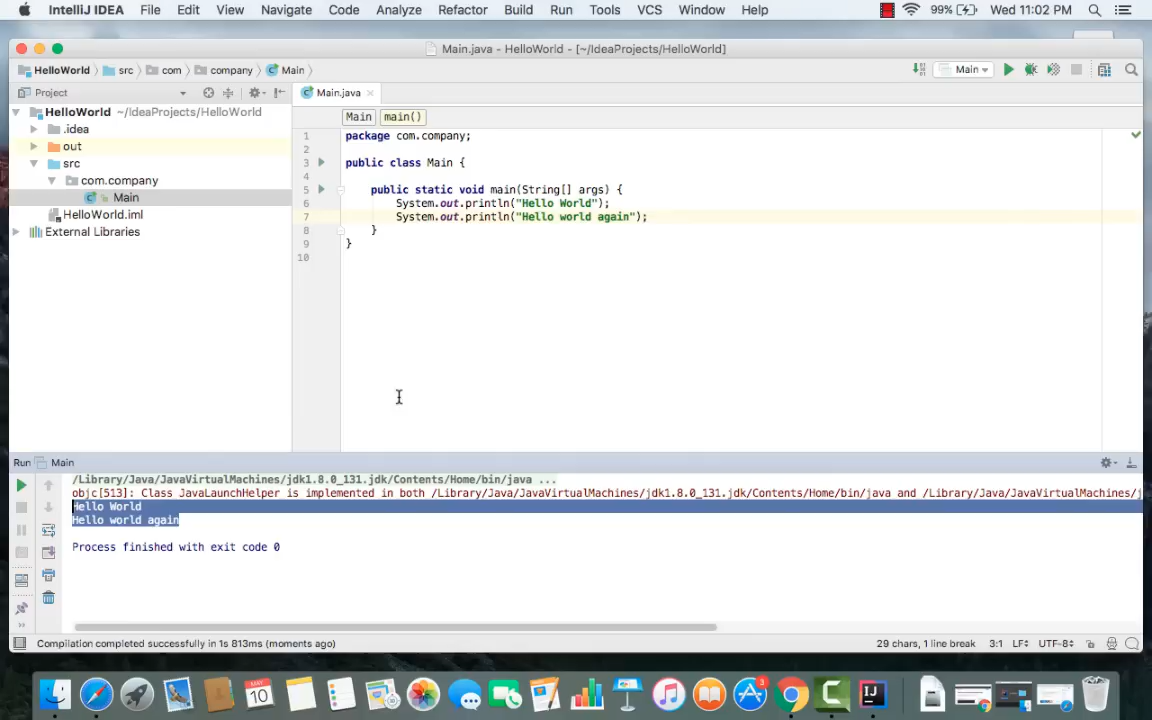 IntelliJ IDEA File Edit View Navigate Code Analyze Refactor Build Run Tools VCS Window Help 99% Wed 11:02 PM
Main.java - HelloWorld - [~/IdeaProjects/HelloWorld]
HelloWorld src com company Main Main
Project Main.java
HelloWorld ~/IdeaProjects/HelloWorld
.idea
out
src
com.company
Main
HelloWorld.iml
External Libraries
Main main()
1 package com.company;
2
3 public class Main {
4
5 public static void main(String[] args) {
6 System.out.println("Hello World");
7 System.out.println("Hello world again");
8 }
9 }
10
Run Main
/Library/Java/JavaVirtualMachines/jdk1.8.0_131.jdk/Contents/Home/bin/java ...
objc[513]: Class JavaLaunchHelper is implemented in both /Library/Java/JavaVirtualMachines/jdk1.8.0_131.jdk/Contents/Home/bin/java and /Library/Java/JavaVirtualMachines/j
Hello World
Hello world again
Process finished with exit code 0
Compilation completed successfully in 1s 813ms (moments ago) 29 chars, 1 line break 3:1 LF UTF-8
MAY 10 3 C IJ